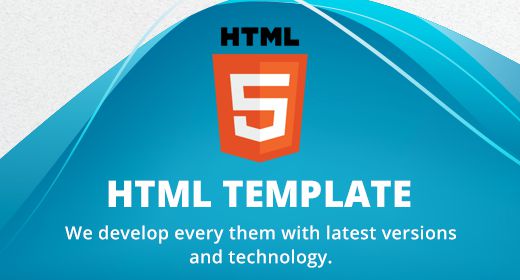 HTML
5
HTML TEMPLATE
We develop every them with latest versions
and technology.